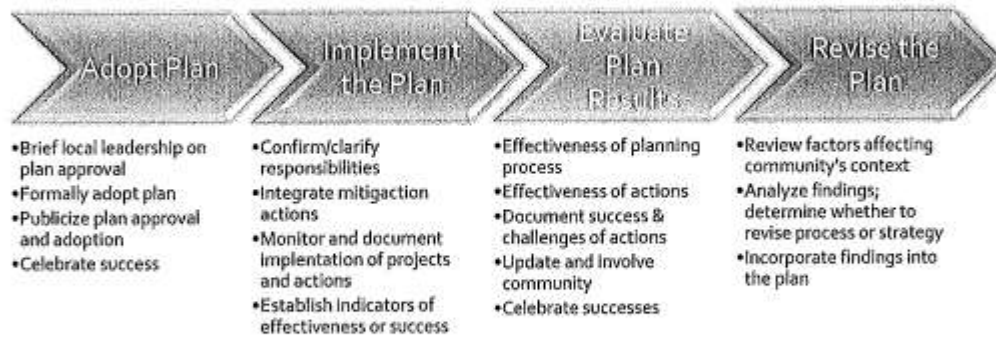 Adopt Plan
•Brief local leadership on
plan approval
•Formally adopt plan
•Publicize plan approval
and adoption
•Celebrate success
Implement
the Plan
•Confirm/clarify
responsibilities
•Integrate mitigaction
actions
•Monitor and document
implentation of projects
and actions
•Establish indicators of
effectiveness or success
Evaluate
Plan
Results
•Effectiveness of planning
process
•Effectiveness of actions
•Document success &
challenges of actions
•Update and involve
community
•Celebrate successes
Revise the
Plan
•Review factors affecting
community's context
•Analyze findings;
determine whether to
revise process or strategy
•Incorporate findings into
the plan